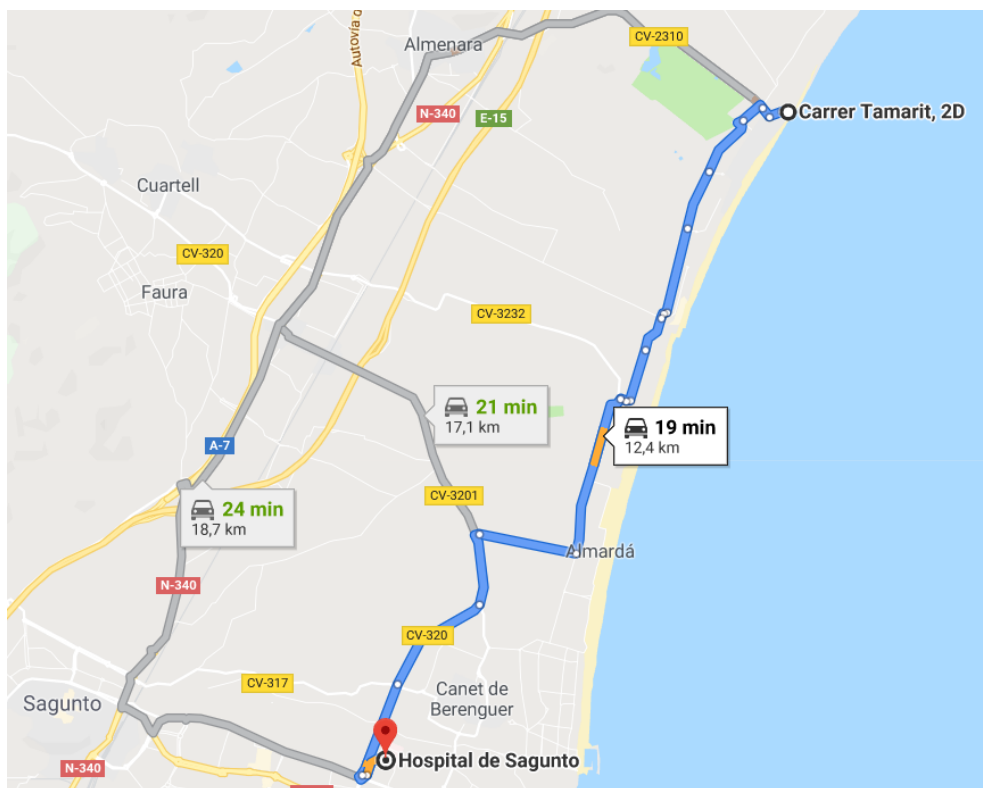 Autovía d
CV-2310
Almenara
N-340
E-15
Carrer Tamarit, 2D
Cuartell
CV-320
Faura
CV-3232
21 min
17,1 km
19 min
12,4 km
A-7
CV-3201
24 min
18,7 km
Almardá
N-340
CV-320
CV-317
Canet de
Berenguer
Sagunto
Hospital de Sagunto
N-340